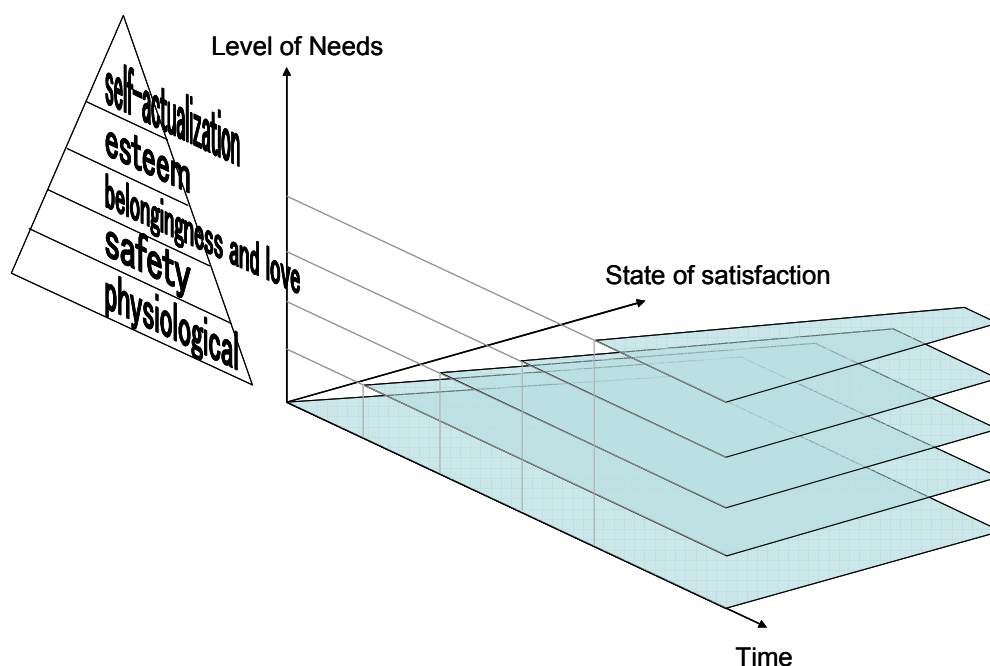 Level of Needs
self-actualization
esteem
belongingness and love
safety
physiological
State of satisfaction
Time